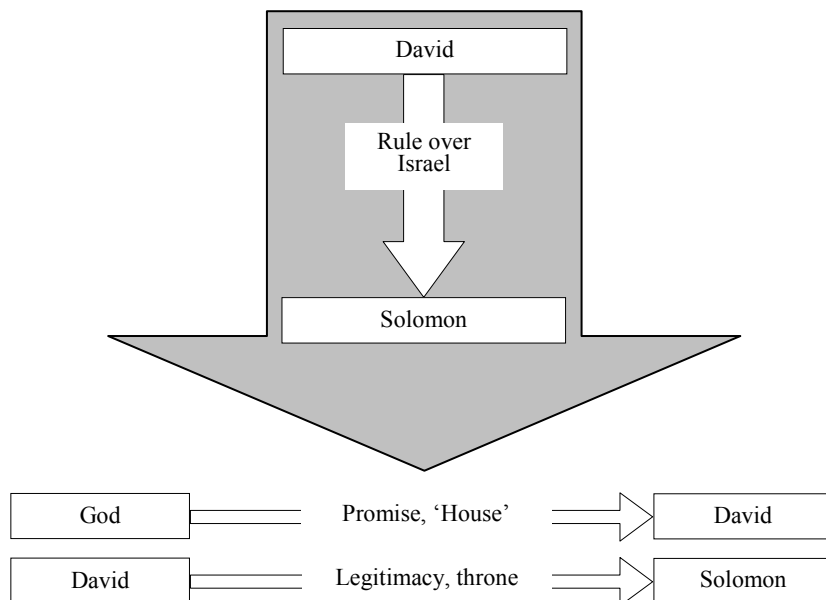 David
Rule over
Israel
Solomon
God Promise, ‘House’ David
David Legitimacy, throne Solomon